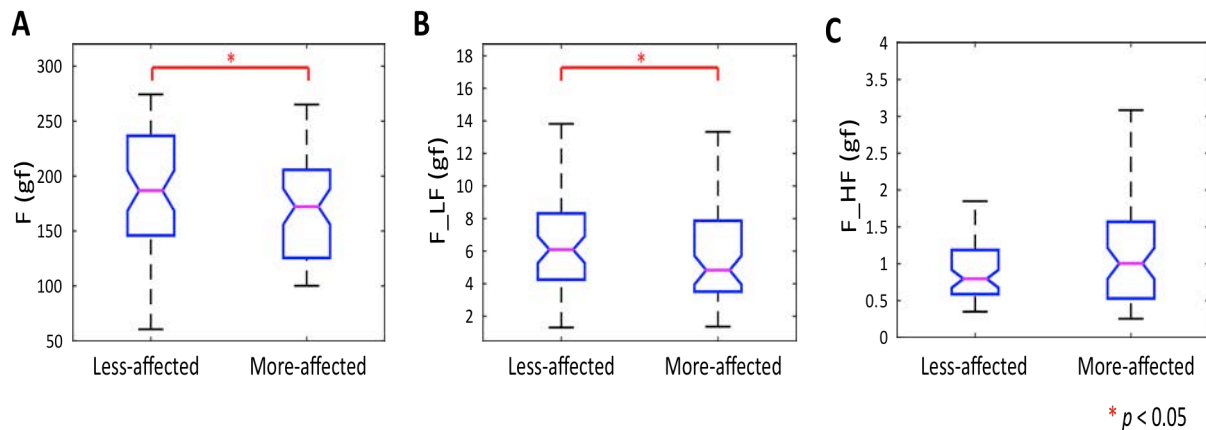 A
F (gf)
300
250
200
150
100
50
*
Less-affected
More-affected
B
F_LF (gf)
18
16
14
12
10
8
6
4
2
*
Less-affected
More-affected
C
F_HF (gf)
4
3.5
3
2.5
2
1.5
1
0.5
0
Less-affected
More-affected
* p < 0.05